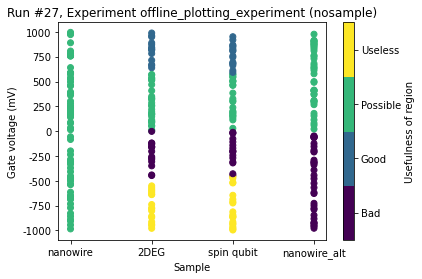 Run #27, Experiment offline_plotting_experiment (nosample)
1000
750
500
250
0
-250
-500
-750
-1000
Gate voltage (mV)
nanowire 2DEG spin qubit nanowire_alt
Sample
Useless
Possible
Good
Bad
Usefulness of region